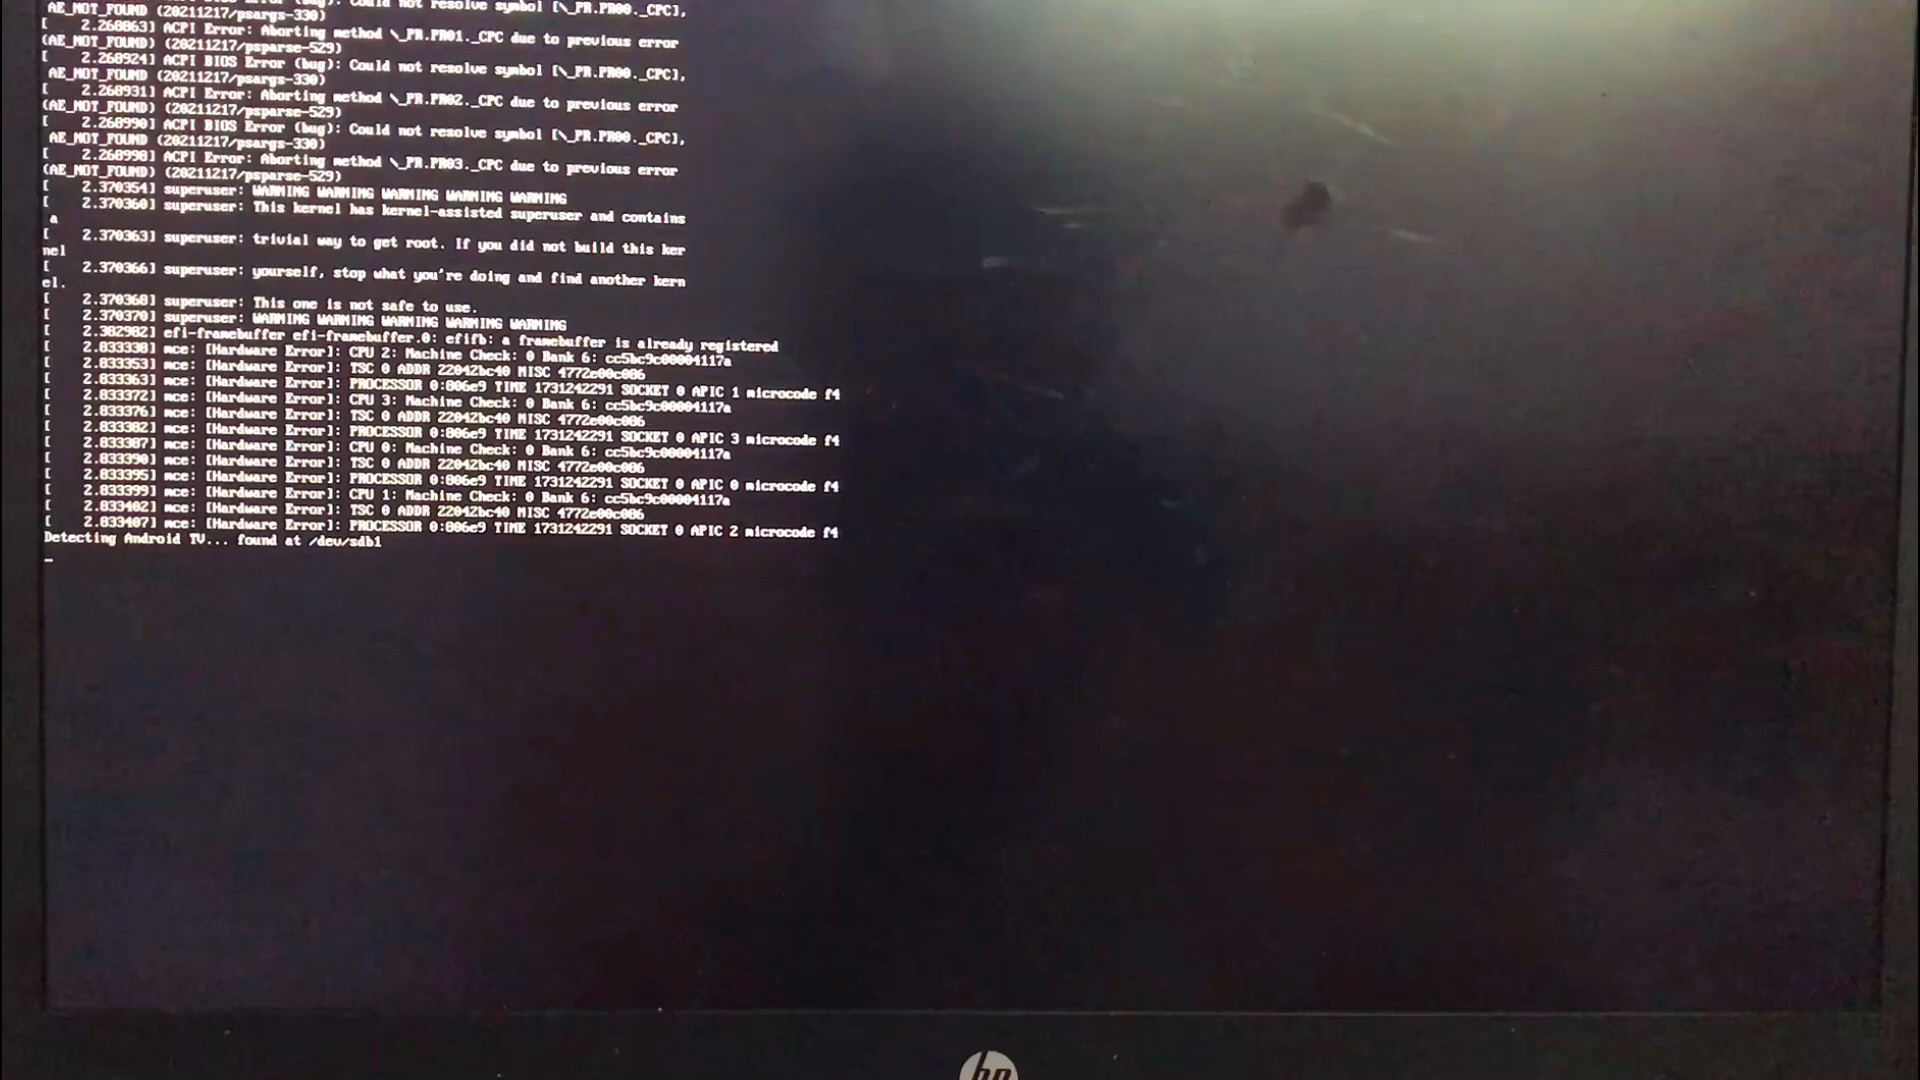 Could not resolve symbol [\_PR.PR00._CPC],
AE_NOT_FOUND (20211217/psargs-330)
[    2.268863] ACPI Error: Aborting method \_PR.PR01._CPC due to previous error
(AE_NOT_FOUND) (20211217/psparse-529)
[    2.268924] ACPI BIOS Error (bug): Could not resolve symbol [\_PR.PR00._CPC],
AE_NOT_FOUND (20211217/psargs-330)
[    2.268931] ACPI Error: Aborting method \_PR.PR02._CPC due to previous error
(AE_NOT_FOUND) (20211217/psparse-529)
[    2.268990] ACPI BIOS Error (bug): Could not resolve symbol [\_PR.PR00._CPC],
AE_NOT_FOUND (20211217/psargs-330)
[    2.268998] ACPI Error: Aborting method \_PR.PR03._CPC due to previous error
(AE_NOT_FOUND) (20211217/psparse-529)
[    2.370354] superuser: WARNING WARNING WARNING WARNING WARNING
[    2.370360] superuser: This kernel has kernel-assisted superuser and contains
a
[    2.370363] superuser: trivial way to get root. If you did not build this ker
nel
[    2.370366] superuser: yourself, stop what you're doing and find another kern
el.
[    2.370368] superuser: This one is not safe to use.
[    2.370370] superuser: WARNING WARNING WARNING WARNING WARNING
[    2.382982] efi-framebuffer efi-framebuffer.0: efifb: a framebuffer is already registered
[    2.833338] mce: [Hardware Error]: CPU 2: Machine Check: 0 Bank 6: cc5bc9c00004117a
[    2.833353] mce: [Hardware Error]: TSC 0 ADDR 22042bc40 MISC 4772e00c086
[    2.833363] mce: [Hardware Error]: PROCESSOR 0:806e9 TIME 1731242291 SOCKET 0 APIC 1 microcode f4
[    2.833372] mce: [Hardware Error]: CPU 3: Machine Check: 0 Bank 6: cc5bc9c00004117a
[    2.833376] mce: [Hardware Error]: TSC 0 ADDR 22042bc40 MISC 4772e00c086
[    2.833382] mce: [Hardware Error]: PROCESSOR 0:806e9 TIME 1731242291 SOCKET 0 APIC 3 microcode f4
[    2.833387] mce: [Hardware Error]: CPU 0: Machine Check: 0 Bank 6: cc5bc9c00004117a
[    2.833390] mce: [Hardware Error]: TSC 0 ADDR 22042bc40 MISC 4772e00c086
[    2.833395] mce: [Hardware Error]: PROCESSOR 0:806e9 TIME 1731242291 SOCKET 0 APIC 0 microcode f4
[    2.833399] mce: [Hardware Error]: CPU 1: Machine Check: 0 Bank 6: cc5bc9c00004117a
[    2.833402] mce: [Hardware Error]: TSC 0 ADDR 22042bc40 MISC 4772e00c086
[    2.833407] mce: [Hardware Error]: PROCESSOR 0:806e9 TIME 1731242291 SOCKET 0 APIC 2 microcode f4
Detecting Android TV... found at /dev/sdb1
hp